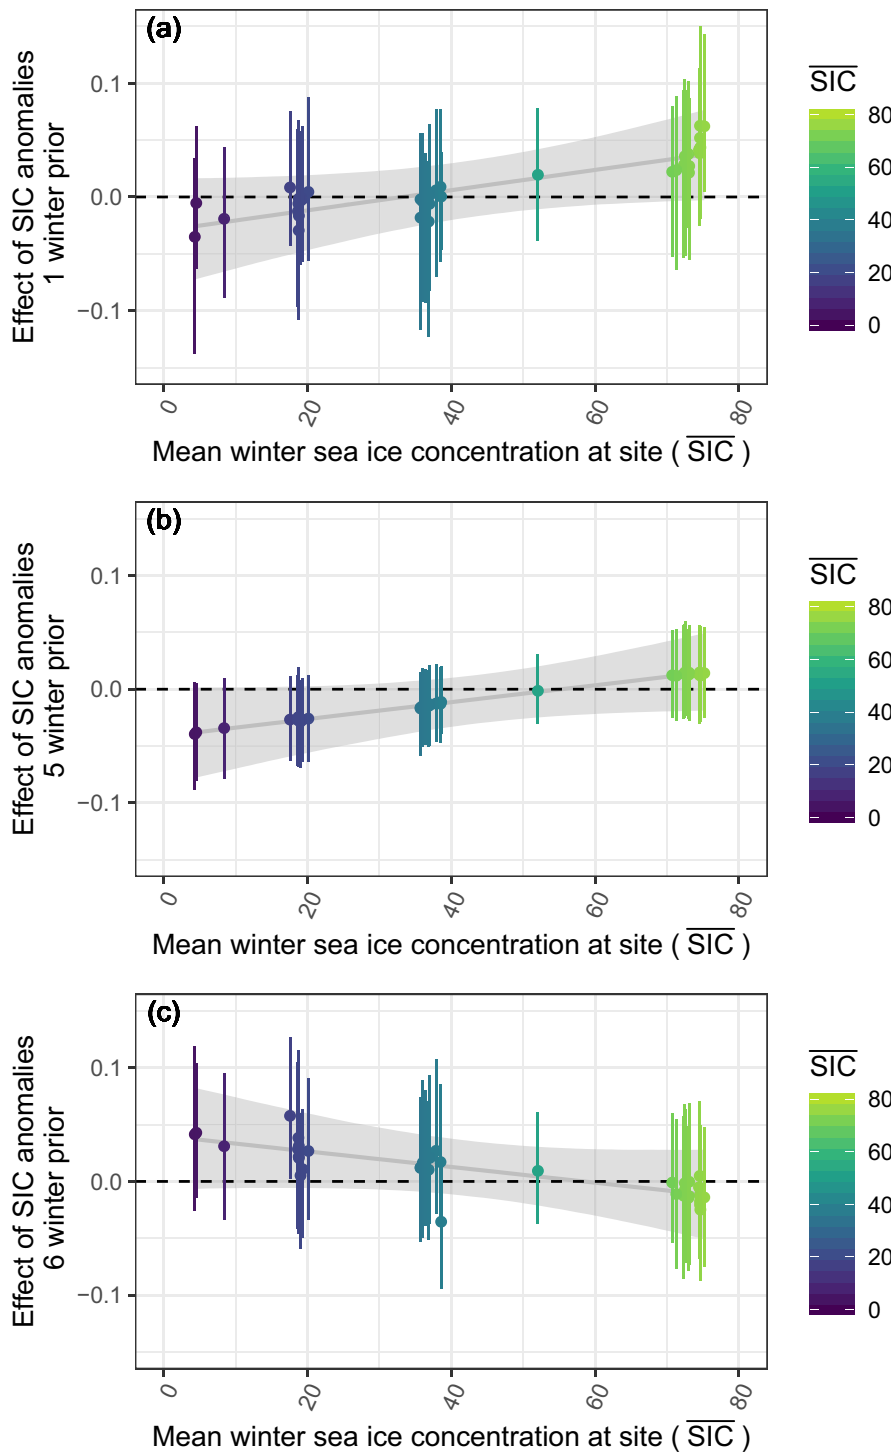 (a)
Effect of SIC anomalies
1 winter prior
0.1
0.0
−0.1
0
20
40
60
80
Mean winter sea ice concentration at site ( SIC )
SIC
80
60
40
20
0
(b)
Effect of SIC anomalies
5 winter prior
0.1
0.0
−0.1
0
20
40
60
80
Mean winter sea ice concentration at site ( SIC )
SIC
80
60
40
20
0
(c)
Effect of SIC anomalies
6 winter prior
0.1
0.0
−0.1
0
20
40
60
80
Mean winter sea ice concentration at site ( SIC )
SIC
80
60
40
20
0